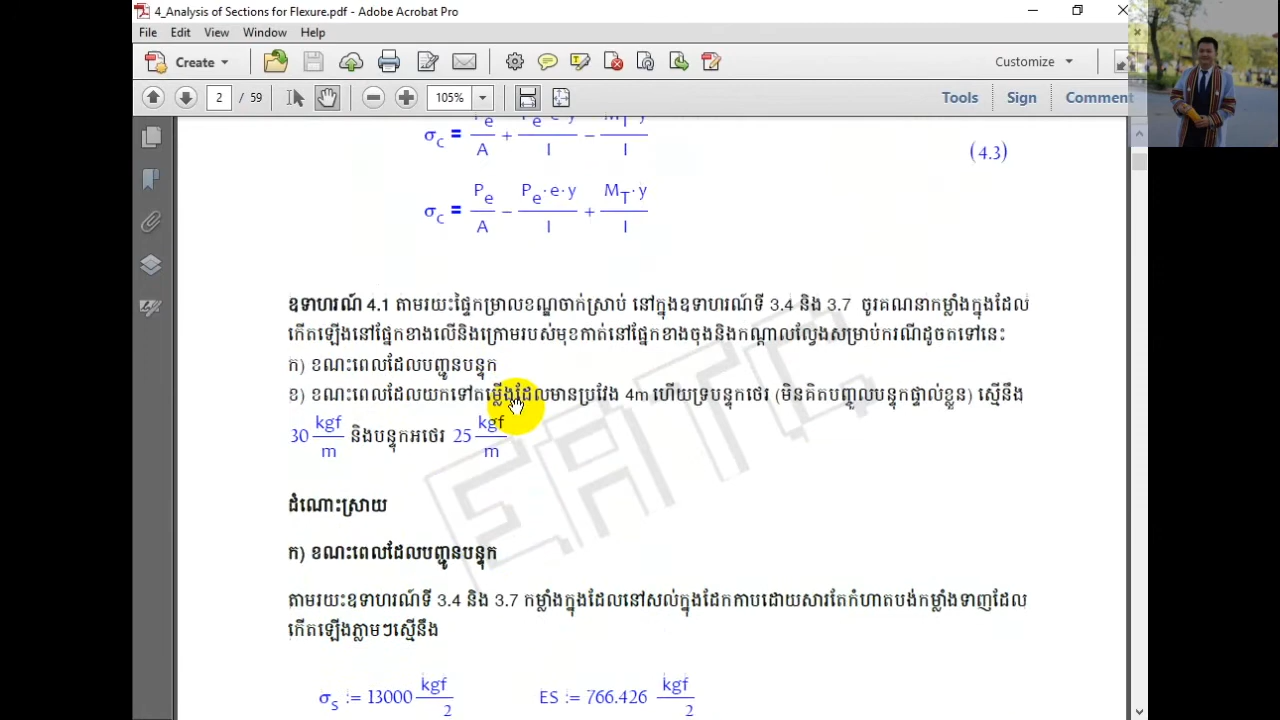 4_Analysis of Sections for Flexure.pdf - Adobe Acrobat Pro
File Edit View Window Help
Create Customize
2 / 59 105% Tools Sign Comment
σC = Pe/A + Pe·e·y/I − MT·y/I
(4.3)
σC = Pe/A − Pe·e·y/I + MT·y/I
ឧទាហរណ៍ 4.1 តាមរយះផ្ទៃកម្រាលខណ្ឌចាក់ស្រាប់ នៅក្នុងឧទាហរណ៍ទី 3.4 និង 3.7 ចូរគណនាកម្លាំងក្នុងដែល
កើតឡើងនៅផ្នែកខាងលើនិងក្រោមរបស់មុខកាត់នៅផ្នែកខាងចុងនិងកណ្តាលល្វែងសម្រាប់ករណីដូចតទៅនេះ
ក) ខណះពេលដែលបញ្ជូនបន្ទុក
ខ) ខណះពេលដែលយកទៅតម្លើងដែលមានប្រវែង 4m ហើយទ្របន្ទុកថេរ (មិនគិតបញ្ចូលបន្ទុកផ្ទាល់ខ្លួន) ស្មើនឹង
30 kgf/m និងបន្ទុកអថេរ 25 kgf/m
EATC
ដំណោះស្រាយ
ក) ខណះពេលដែលបញ្ជូនបន្ទុក
តាមរយះឧទាហរណ៍ទី 3.4 និង 3.7 កម្លាំងក្នុងដែលនៅសល់ក្នុងដែកកាបដោយសារតែកំហាតបង់កម្លាំងទាញដែល
កើតឡើងភ្លាមៗស្មើនឹង
σS := 13000 kgf/2 ES := 766.426 kgf/2